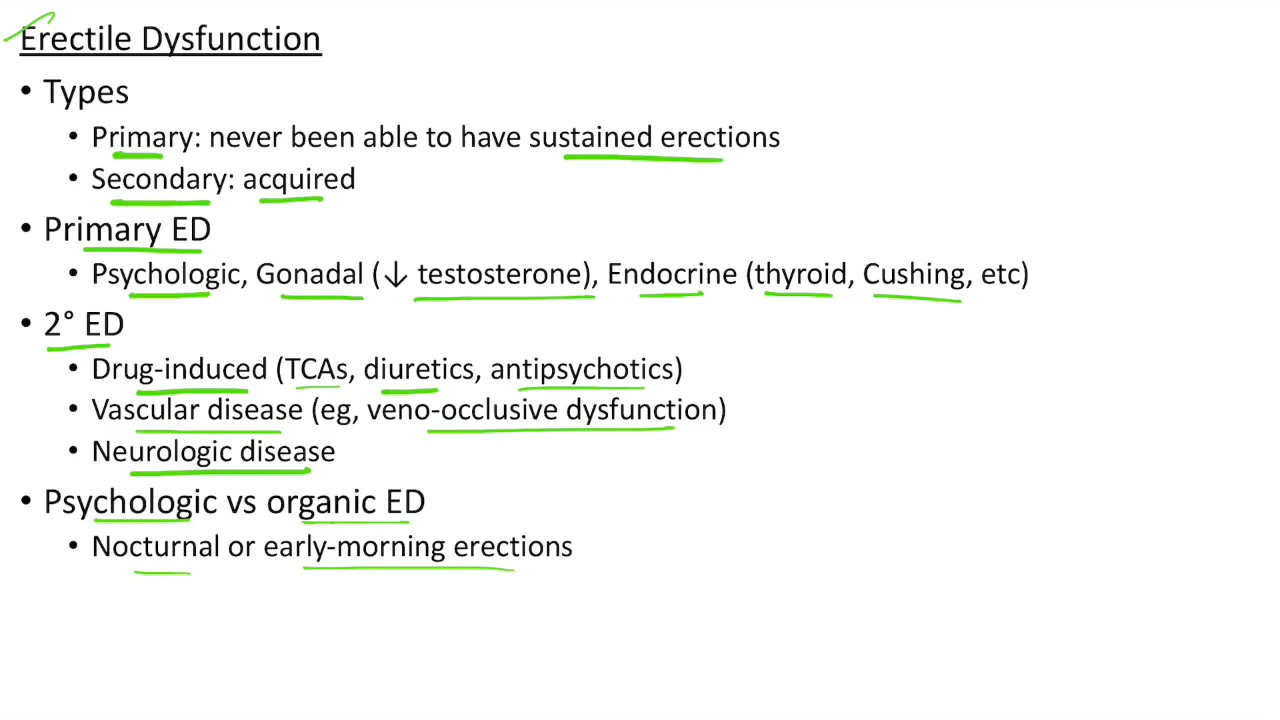 Erectile Dysfunction
• Types
• Primary: never been able to have sustained erections
• Secondary: acquired
• Primary ED
• Psychologic, Gonadal (↓ testosterone), Endocrine (thyroid, Cushing, etc)
• 2° ED
• Drug-induced (TCAs, diuretics, antipsychotics)
• Vascular disease (eg, veno-occlusive dysfunction)
• Neurologic disease
• Psychologic vs organic ED
• Nocturnal or early-morning erections